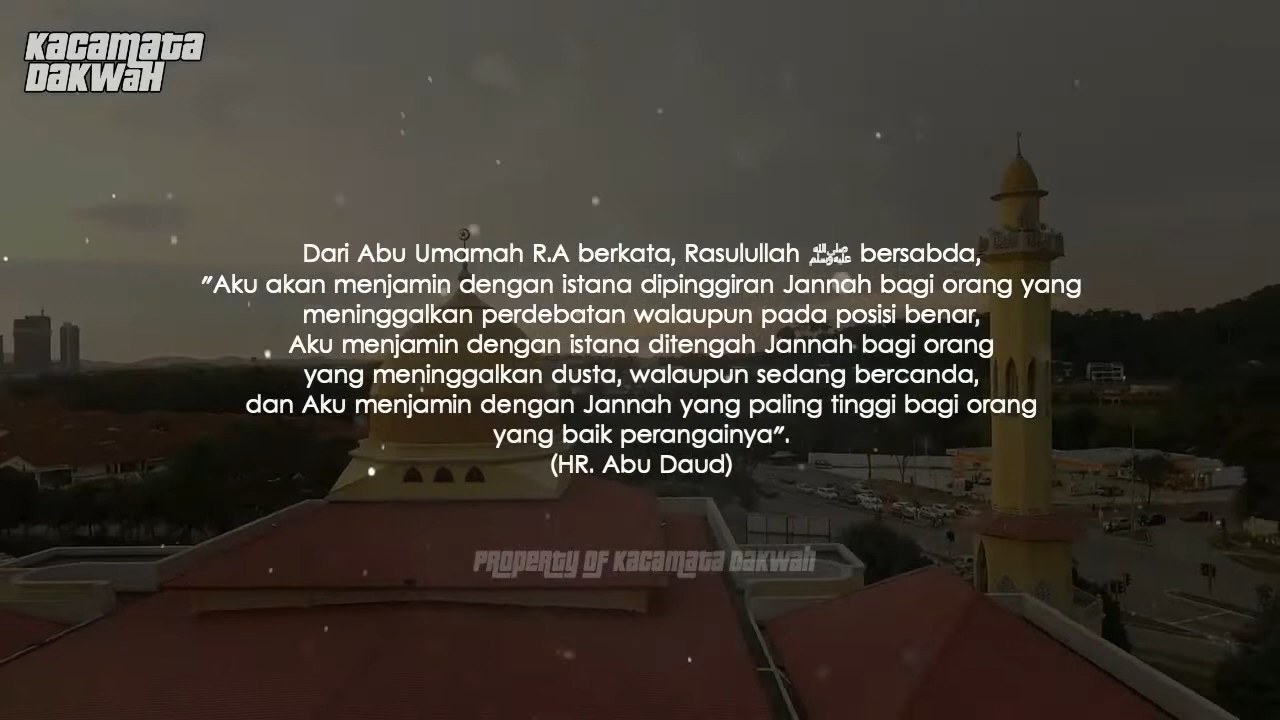 Kacamata
Dakwah
Dari Abu Umamah R.A berkata, Rasulullah ﷺ bersabda,
"Aku akan menjamin dengan istana dipinggiran Jannah bagi orang yang
meninggalkan perdebatan walaupun pada posisi benar,
Aku menjamin dengan istana ditengah Jannah bagi orang
yang meninggalkan dusta, walaupun sedang bercanda,
dan Aku menjamin dengan Jannah yang paling tinggi bagi orang
yang baik perangainya".
(HR. Abu Daud)
Property of Kacamata Dakwah